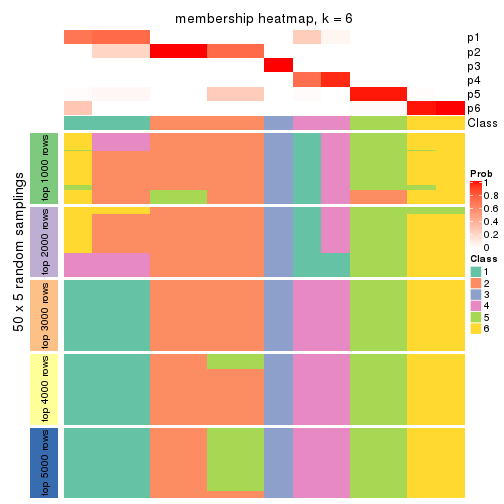 membership heatmap, k = 6
p1
p2
p3
p4
p5
p6
Class
50 x 5 random samplings
top 1000 rows
top 2000 rows
top 3000 rows
top 4000 rows
top 5000 rows
Prob
1
0.8
0.6
0.4
0.2
0
Class
1
2
3
4
5
6